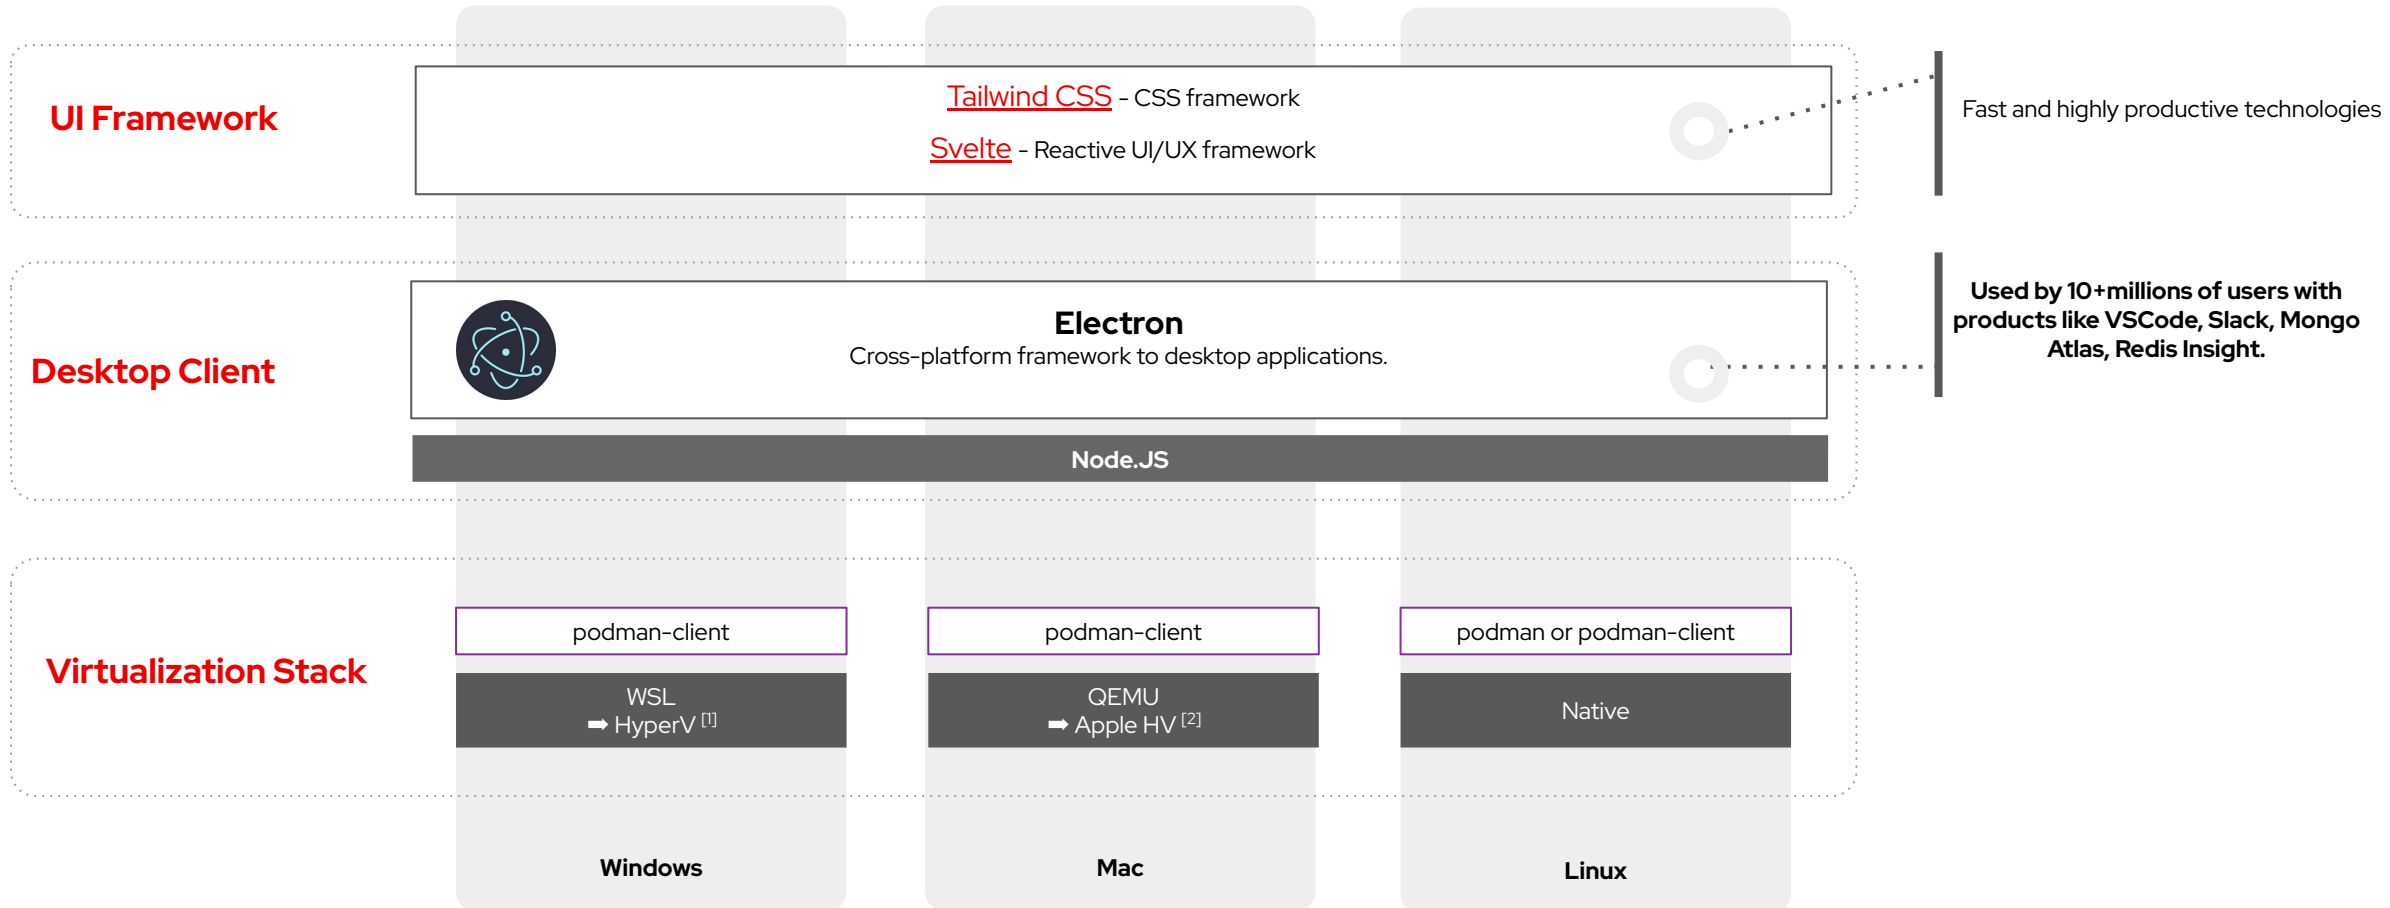 UI Framework
Tailwind CSS - CSS framework
Svelte - Reactive UI/UX framework
Fast and highly productive technologies
Desktop Client
Electron
Cross-platform framework to desktop applications.
Used by 10+millions of users with
products like VSCode, Slack, Mongo
Atlas, Redis Insight.
Node.JS
Virtualization Stack
podman-client
podman-client
podman or podman-client
WSL
➡ HyperV [1]
QEMU
➡ Apple HV [2]
Native
Windows
Mac
Linux